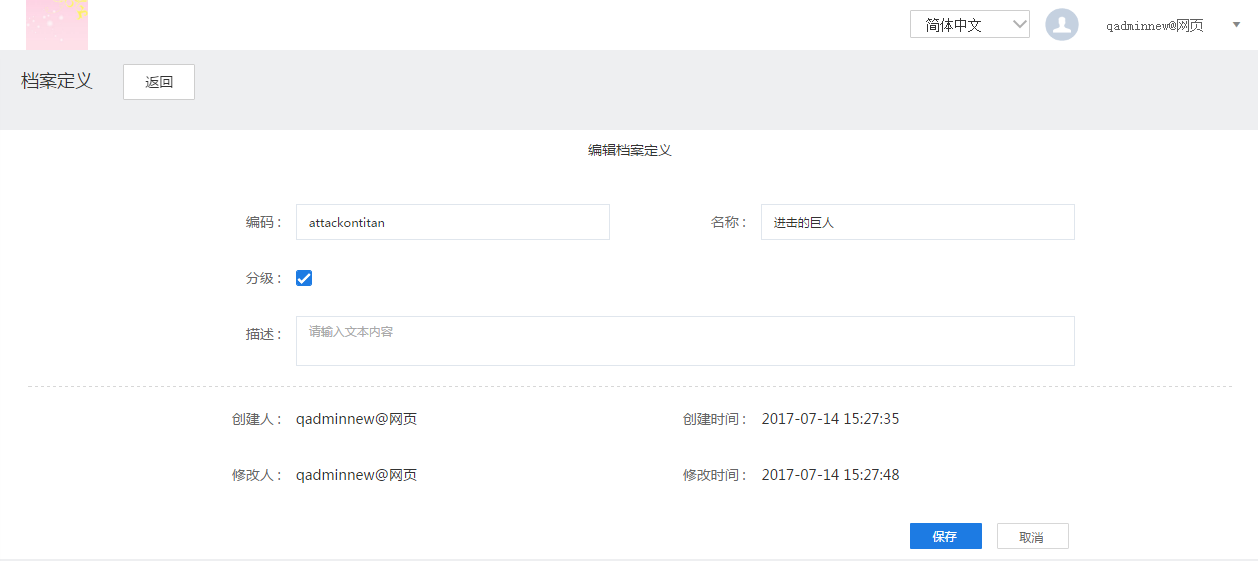 简体中文
qadminnew@网页
档案定义
返回
编辑档案定义
编码： attackontitan 名称： 进击的巨人
分级：
描述： 请输入文本内容
创建人： qadminnew@网页 创建时间： 2017-07-14 15:27:35
修改人： qadminnew@网页 修改时间： 2017-07-14 15:27:48
保存 取消